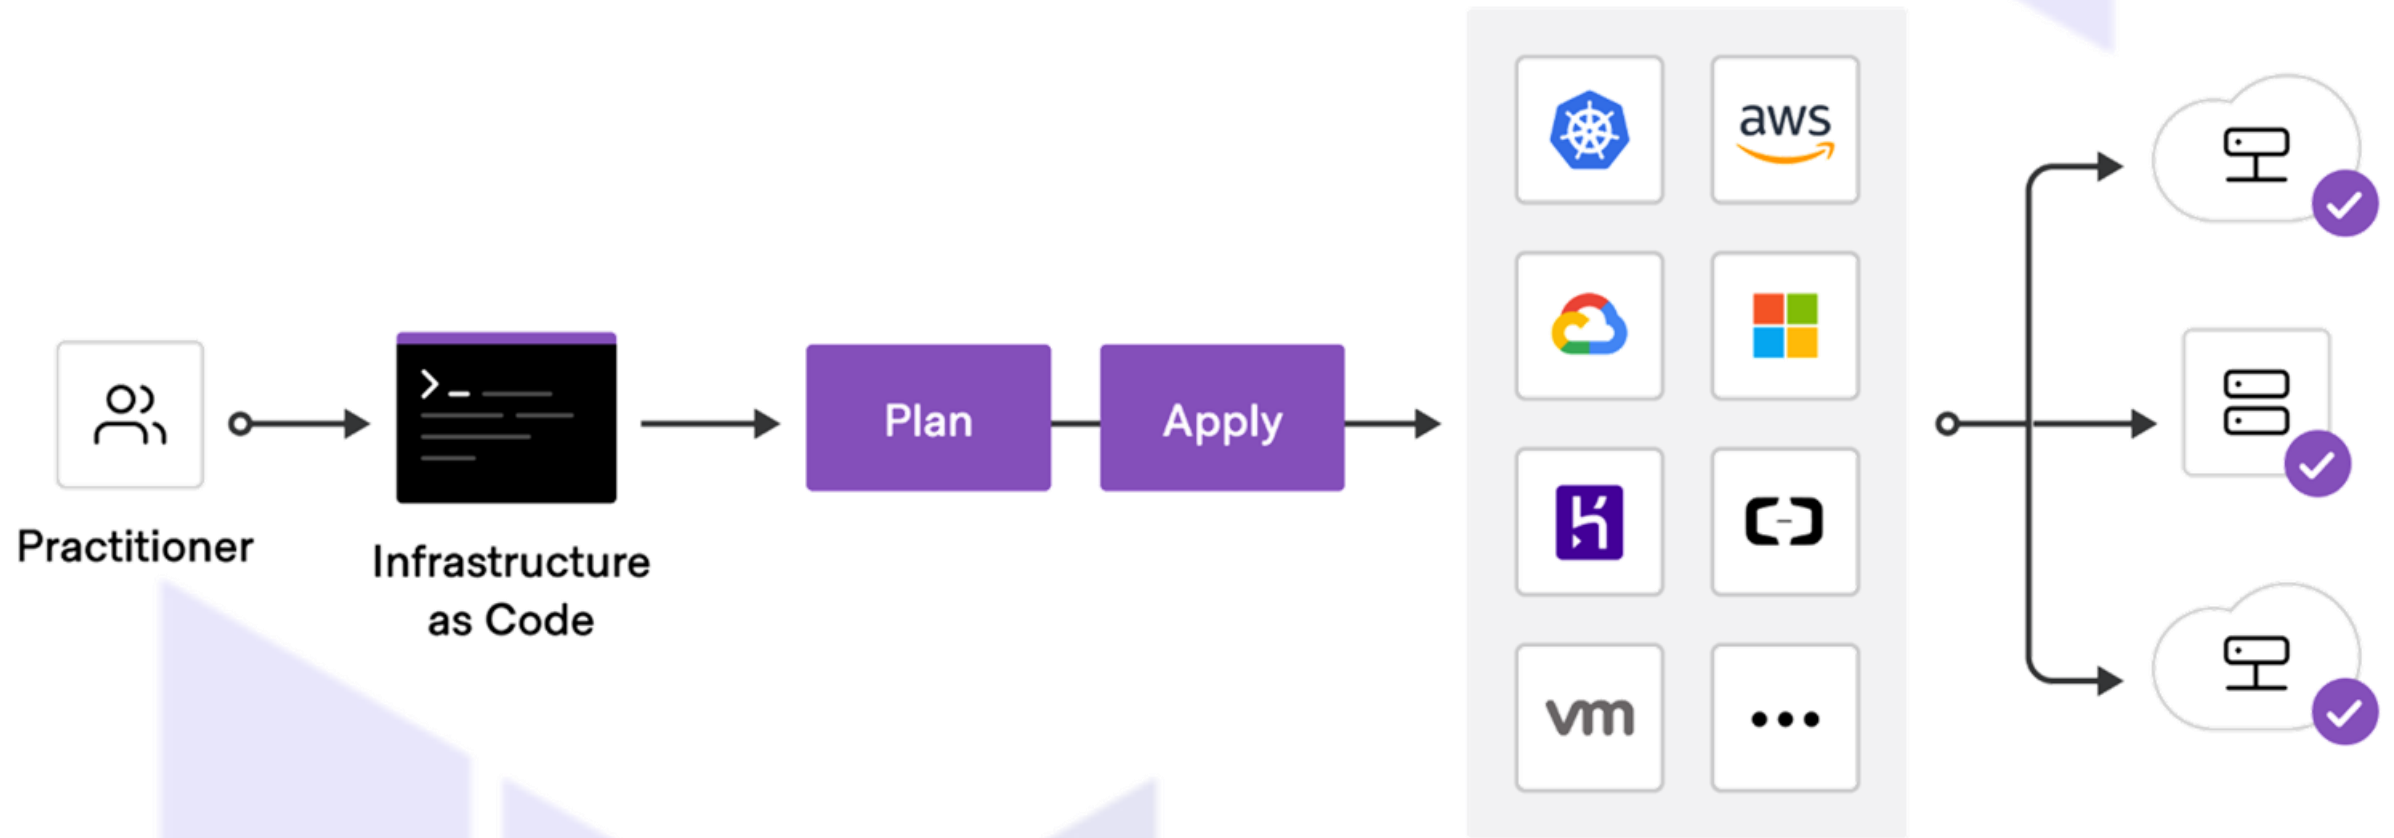 Practitioner
Infrastructure
as Code
Plan
Apply
aws
vm